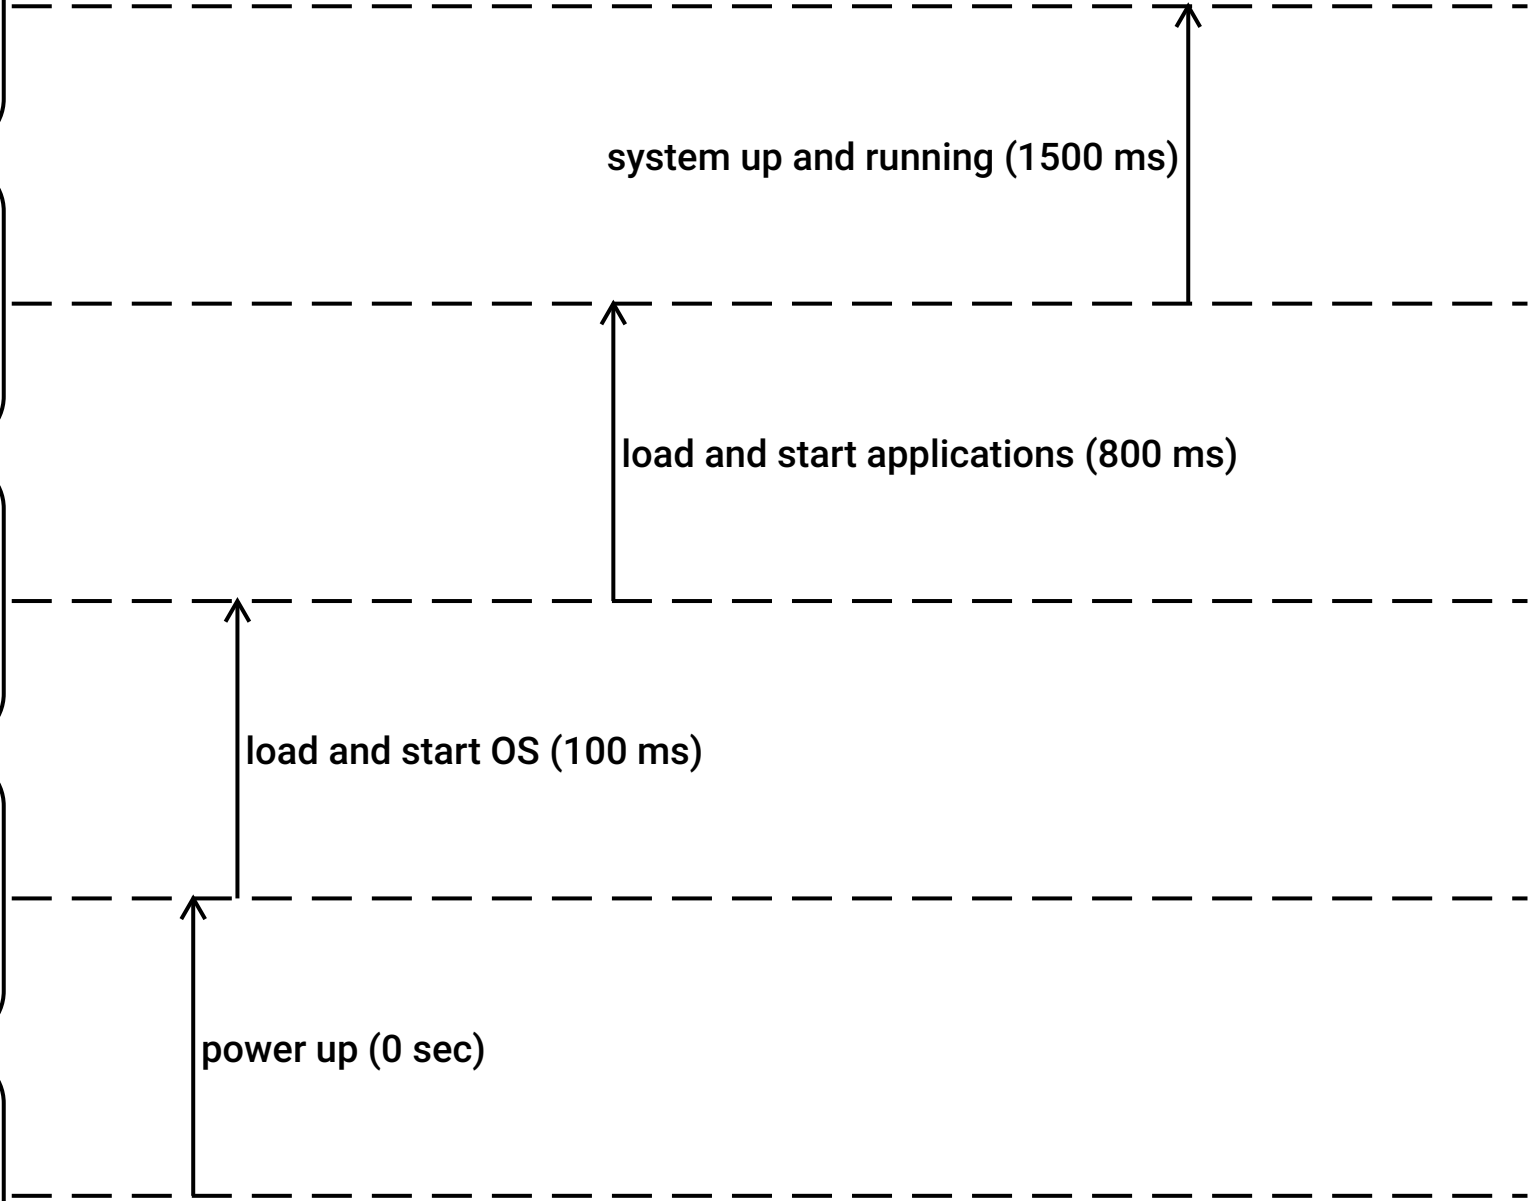 system up and running (1500 ms)
load and start applications (800 ms)
load and start OS (100 ms)
power up (0 sec)